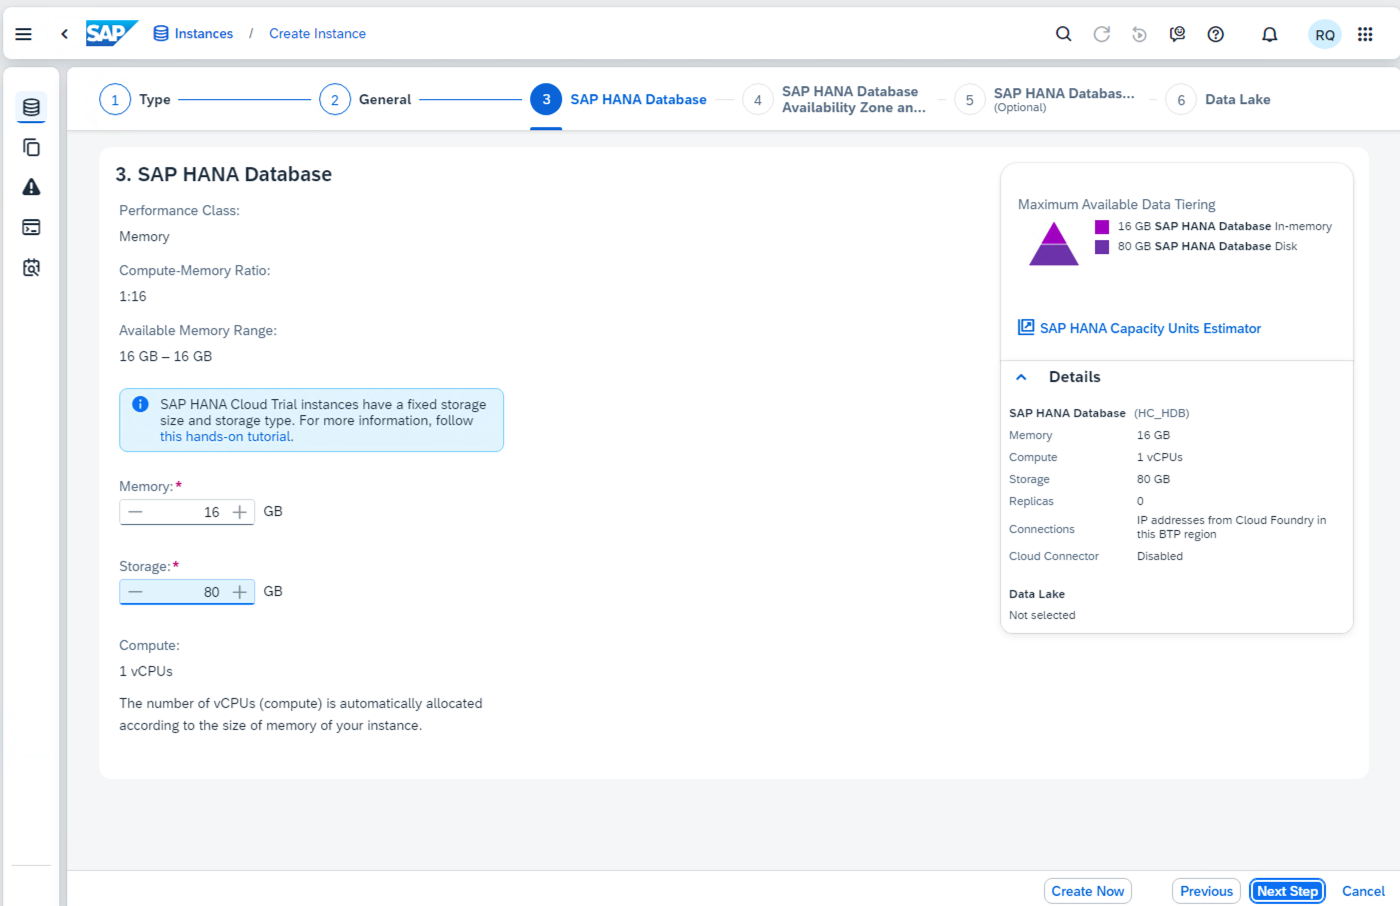 SAP Instances / Create Instance RQ
1 Type 2 General 3 SAP HANA Database 4 SAP HANA Database Availability Zone an... 5 SAP HANA Databas... (Optional) 6 Data Lake
3. SAP HANA Database
Performance Class:
Memory
Compute-Memory Ratio:
1:16
Available Memory Range:
16 GB – 16 GB
SAP HANA Cloud Trial instances have a fixed storage
size and storage type. For more information, follow
this hands-on tutorial.
Memory:*
16 GB
Storage:*
80 GB
Compute:
1 vCPUs
The number of vCPUs (compute) is automatically allocated
according to the size of memory of your instance.
Maximum Available Data Tiering
16 GB SAP HANA Database In-memory
80 GB SAP HANA Database Disk
SAP HANA Capacity Units Estimator
Details
SAP HANA Database (HC_HDB)
Memory 16 GB
Compute 1 vCPUs
Storage 80 GB
Replicas 0
Connections IP addresses from Cloud Foundry in
this BTP region
Cloud Connector Disabled
Data Lake
Not selected
Create Now Previous Next Step Cancel